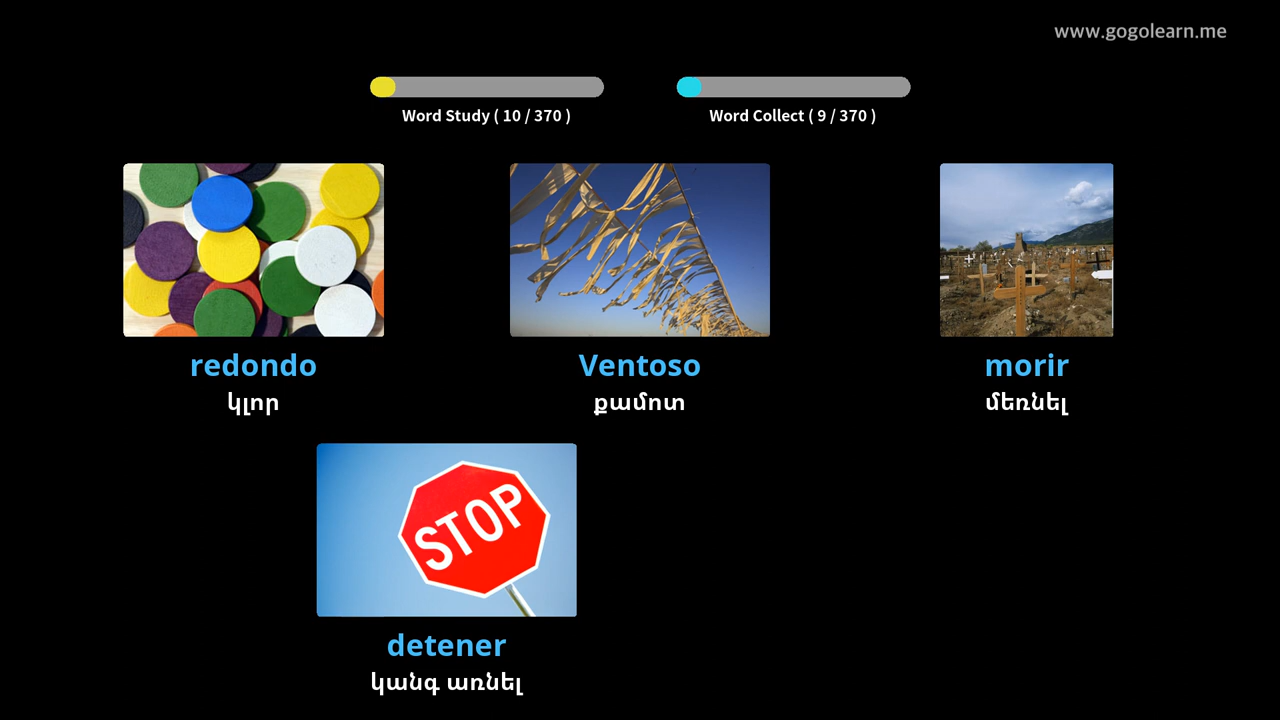 www.gogolearn.me
Word Study ( 10 / 370 )
Word Collect ( 9 / 370 )
redondo
Ventoso
morir
կլոր
քամոտ
մեռնել
STOP
detener
կանգ առնել